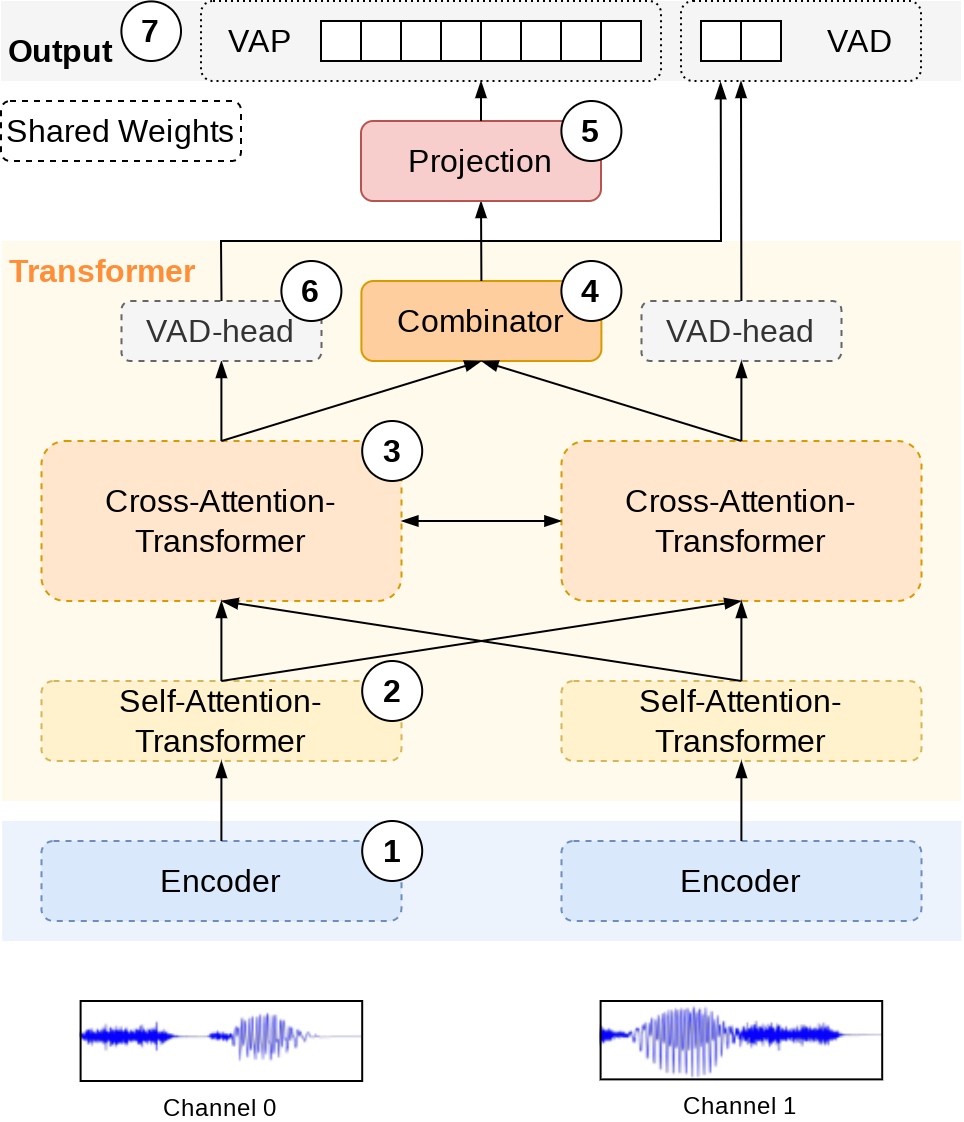 7
VAP
VAD
Output
Shared Weights
5
Projection
Transformer
6
4
VAD-head
Combinator
VAD-head
3
Cross-Attention-
Transformer
Cross-Attention-
Transformer
2
Self-Attention-
Transformer
Self-Attention-
Transformer
1
Encoder
Encoder
Channel 0
Channel 1